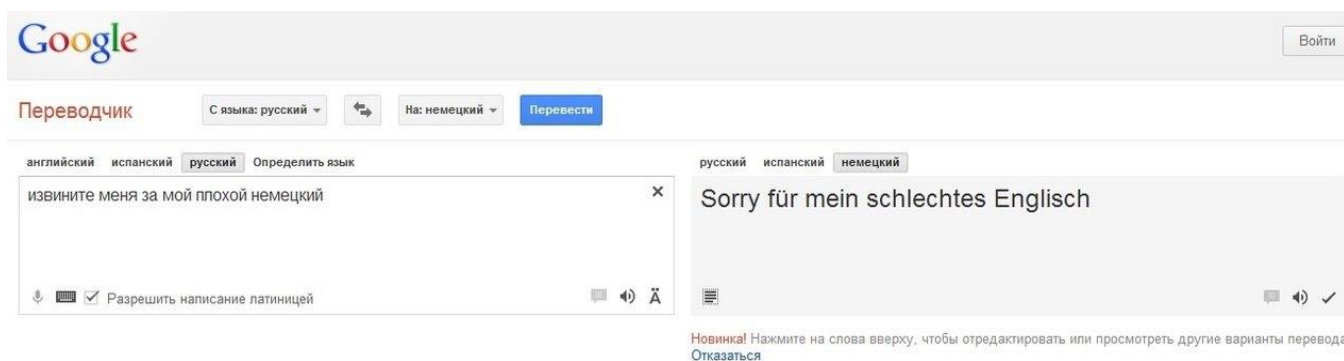 Google
Войти
Переводчик
С языка: русский
На: немецкий
Перевести
английский испанский русский Определить язык
извините меня за мой плохой немецкий
Разрешить написание латиницей
Ä
русский испанский немецкий
Sorry für mein schlechtes Englisch
Новинка! Нажмите на слова вверху, чтобы отредактировать или просмотреть другие варианты перевода
Отказаться